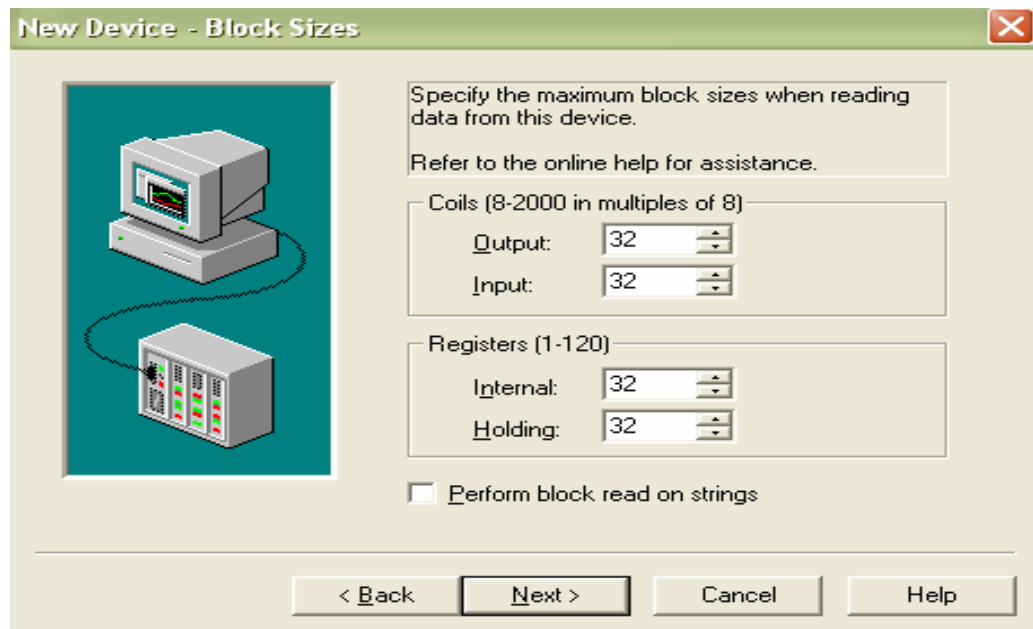 New Device - Block Sizes
Specify the maximum block sizes when reading
data from this device.
Refer to the online help for assistance.
Coils (8-2000 in multiples of 8)
Output: 32
Input: 32
Registers (1-120)
Internal: 32
Holding: 32
Perform block read on strings
< Back Next > Cancel Help